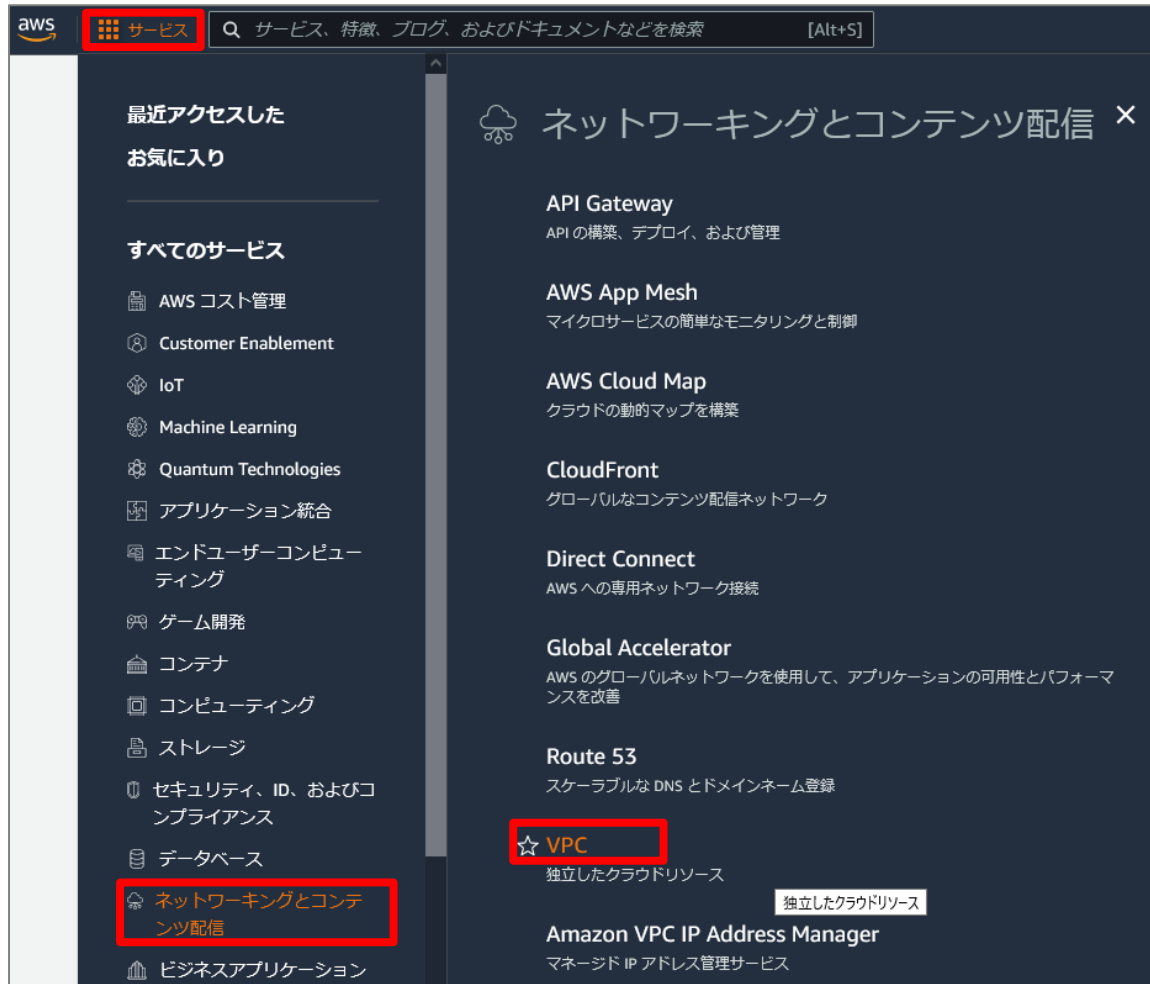 aws サービス サービス、特徴、ブログ、およびドキュメントなどを検索 [Alt+S]
最近アクセスした
お気に入り
すべてのサービス
AWS コスト管理
Customer Enablement
IoT
Machine Learning
Quantum Technologies
アプリケーション統合
エンドユーザーコンピュー
ティング
ゲーム開発
コンテナ
コンピューティング
ストレージ
セキュリティ、ID、およびコ
ンプライアンス
データベース
ネットワーキングとコンテ
ンツ配信
ビジネスアプリケーション
ネットワーキングとコンテンツ配信
API Gateway
API の構築、デプロイ、および管理
AWS App Mesh
マイクロサービスの簡単なモニタリングと制御
AWS Cloud Map
クラウドの動的マップを構築
CloudFront
グローバルなコンテンツ配信ネットワーク
Direct Connect
AWS への専用ネットワーク接続
Global Accelerator
AWS のグローバルネットワークを使用して、アプリケーションの可用性とパフォーマ
ンスを改善
Route 53
スケーラブルな DNS とドメインネーム登録
VPC
独立したクラウドリソース
独立したクラウドリソース
Amazon VPC IP Address Manager
マネージド IP アドレス管理サービス